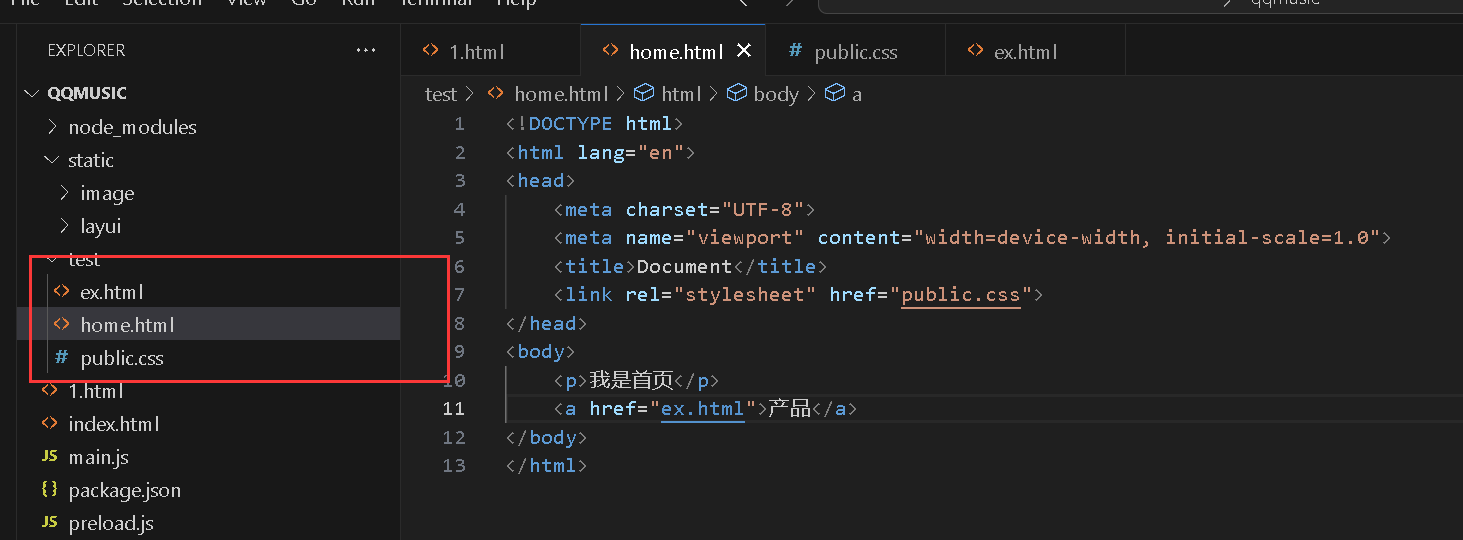 File Edit Selection View Go Run Terminal Help
qqmusic
EXPLORER ···
QQMUSIC
node_modules
static
image
layui
test
ex.html
home.html
public.css
1.html
index.html
main.js
package.json
preload.js
1.html home.html public.css ex.html
test > home.html > html > body > a
1 <!DOCTYPE html>
2 <html lang="en">
3 <head>
4 <meta charset="UTF-8">
5 <meta name="viewport" content="width=device-width, initial-scale=1.0">
6 <title>Document</title>
7 <link rel="stylesheet" href="public.css">
8 </head>
9 <body>
10 <p>我是首页</p>
11 <a href="ex.html">产品</a>
12 </body>
13 </html>